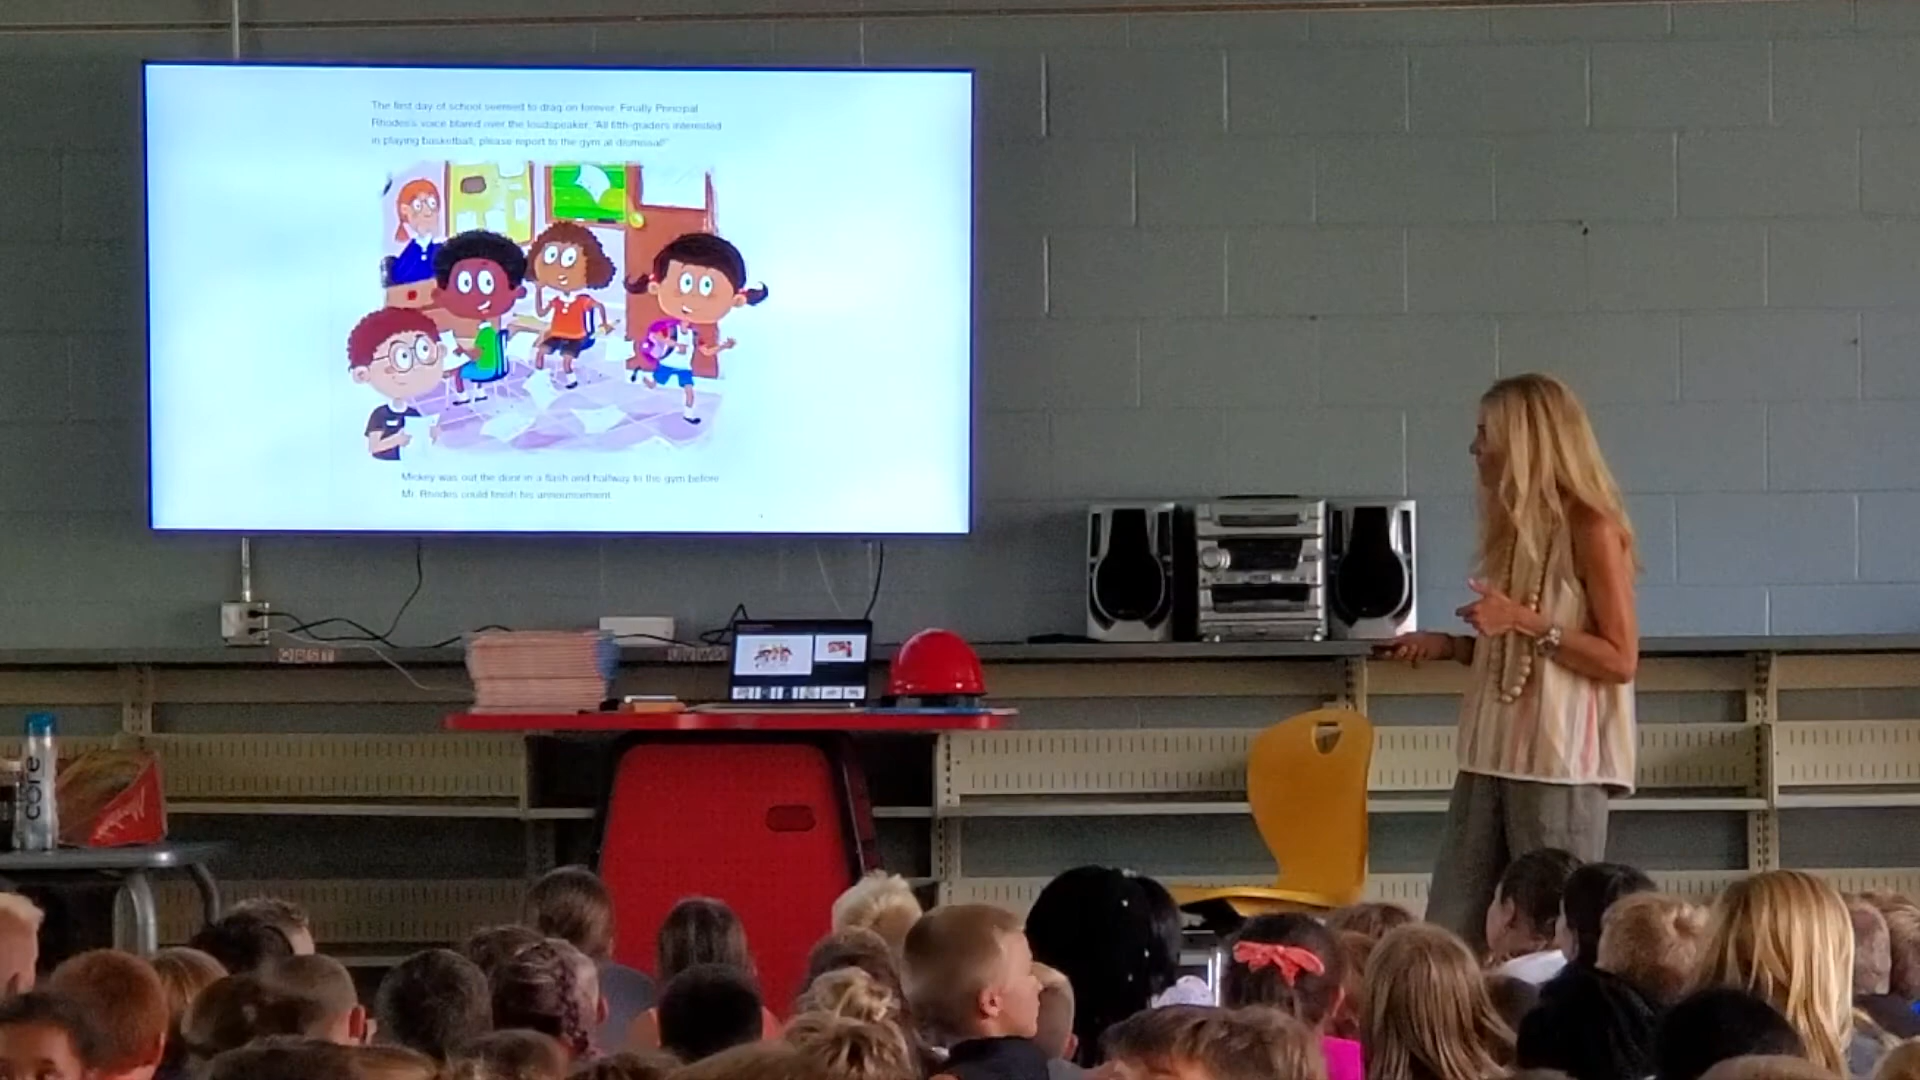 The first day of school seemed to drag on forever. Finally Principal
Rhodes's voice blared over the loudspeaker, "All fifth-graders interested
in playing basketball, please report to the gym at dismissal!"
Mickey was out the door in a flash and halfway to the gym before
Mr. Rhodes could finish his announcement.
QRST
UVWX
core